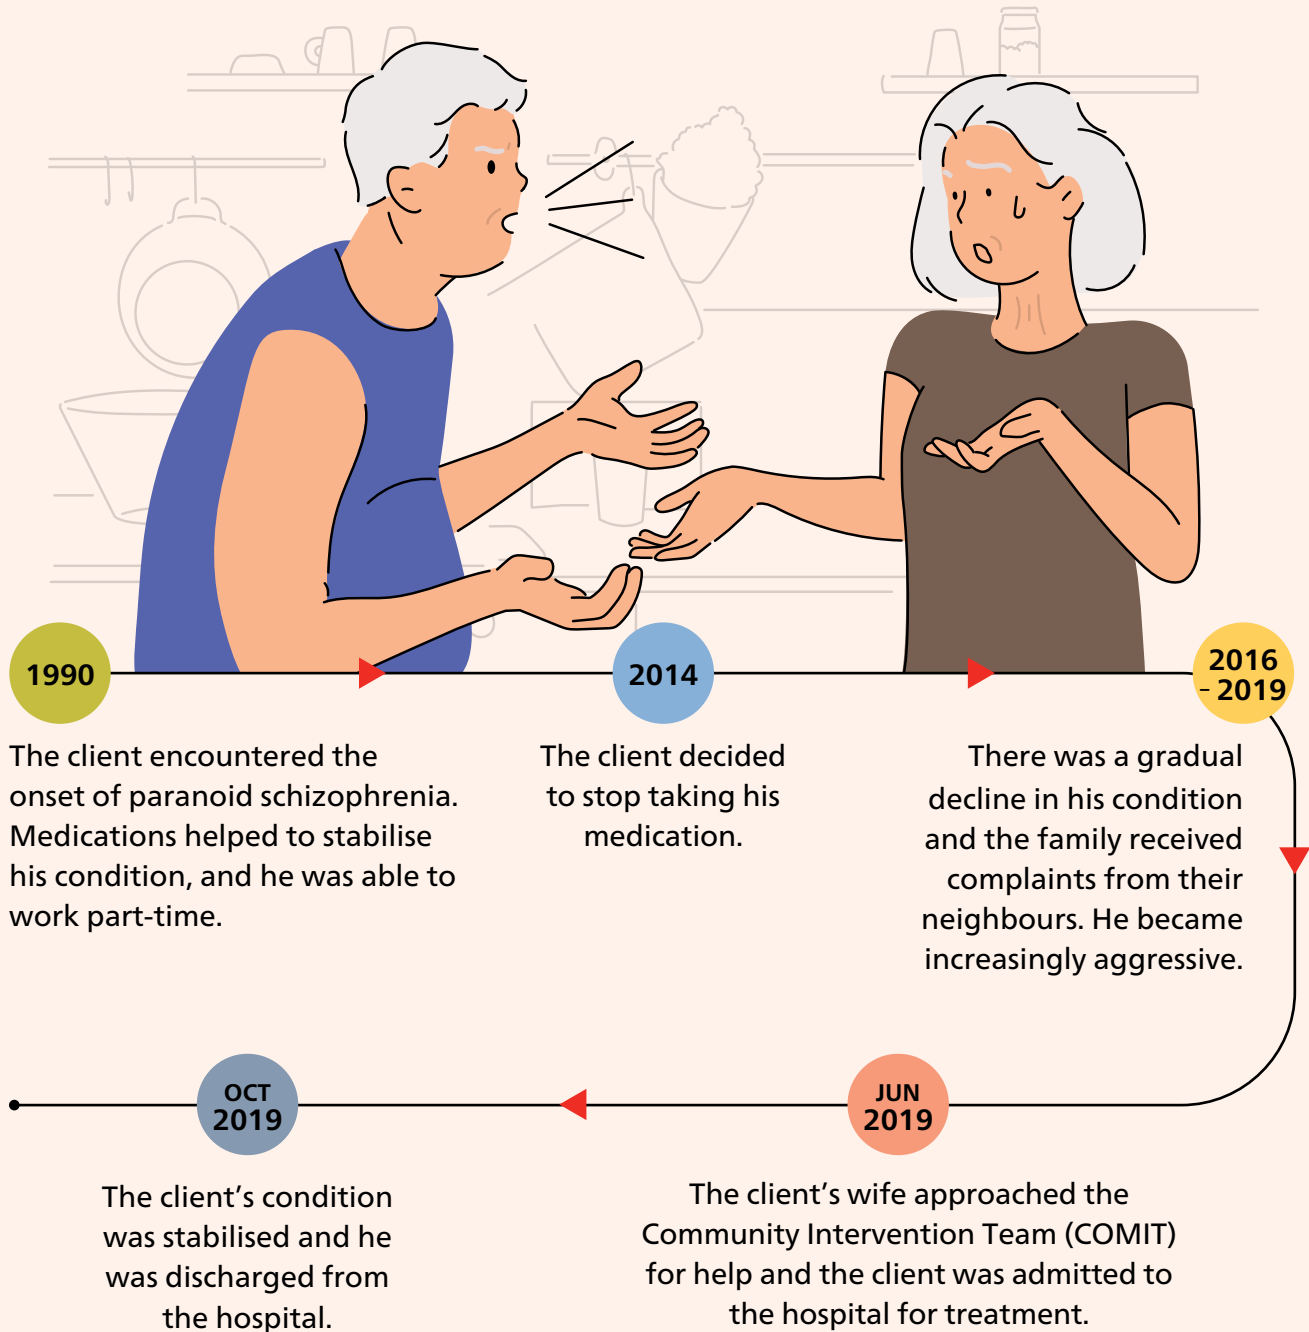 1990
The client encountered the
onset of paranoid schizophrenia.
Medications helped to stabilise
his condition, and he was able to
work part-time.
2014
The client decided
to stop taking his
medication.
2016
– 2019
There was a gradual
decline in his condition
and the family received
complaints from their
neighbours. He became
increasingly aggressive.
JUN
2019
The client’s wife approached the
Community Intervention Team (COMIT)
for help and the client was admitted to
the hospital for treatment.
OCT
2019
The client’s condition
was stabilised and he
was discharged from
the hospital.